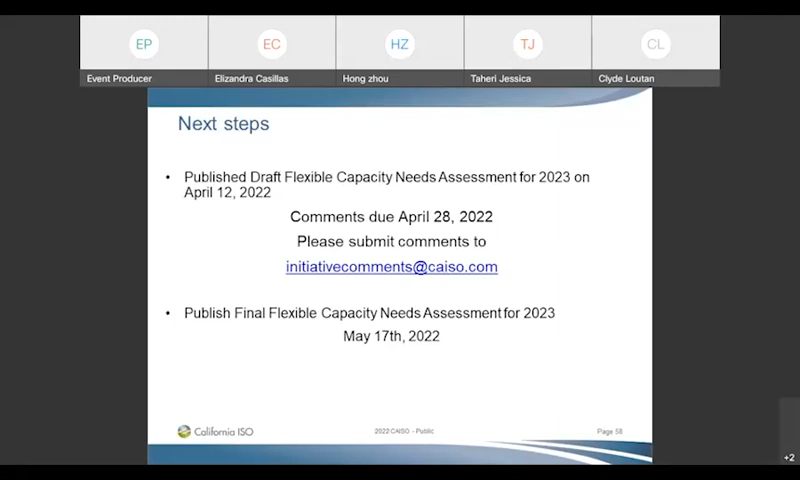 EP
EC
HZ
TJ
CL
Event Producer
Elizandra Casillas
Hong zhou
Taheri Jessica
Clyde Loutan
Next steps
• Published Draft Flexible Capacity Needs Assessment for 2023 on
April 12, 2022
Comments due April 28, 2022
Please submit comments to
initiativecomments@caiso.com
• Publish Final Flexible Capacity Needs Assessment for 2023
May 17th, 2022
California ISO
2022 CAISO - Public
Page 58
+2